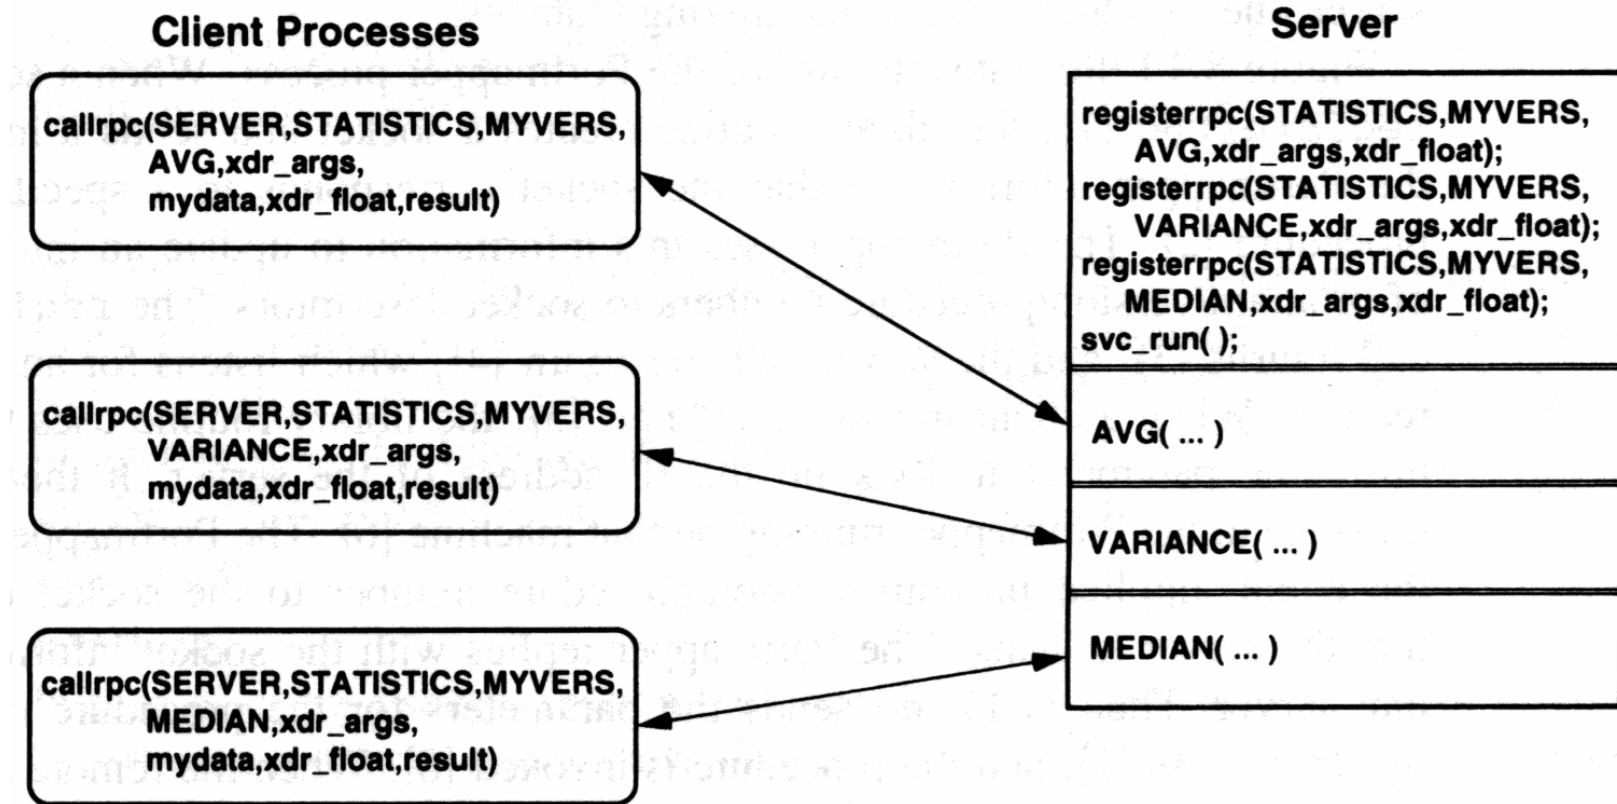 Client Processes
callrpc(SERVER,STATISTICS,MYVERS,
AVG,xdr_args,
mydata,xdr_float,result)
callrpc(SERVER,STATISTICS,MYVERS,
VARIANCE,xdr_args,
mydata,xdr_float,result)
callrpc(SERVER,STATISTICS,MYVERS,
MEDIAN,xdr_args,
mydata,xdr_float,result)
Server
registerrpc(STATISTICS,MYVERS,
AVG,xdr_args,xdr_float);
registerrpc(STATISTICS,MYVERS,
VARIANCE,xdr_args,xdr_float);
registerrpc(STATISTICS,MYVERS,
MEDIAN,xdr_args,xdr_float);
svc_run( );
AVG( ... )
VARIANCE( ... )
MEDIAN( ... )